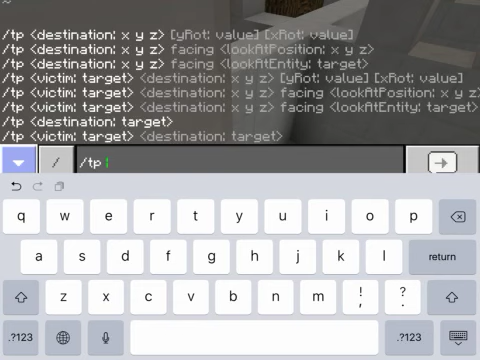 /tp <destination: x y z> [yRot: value] [xRot: value]
/tp <destination: x y z> facing <lookAtPosition: x y z>
/tp <destination: x y z> facing <lookAtEntity: target>
/tp <victim: target> <destination: x y z> [yRot: value] [xRot: value]
/tp <victim: target> <destination: x y z> facing <lookAtPosition: x y z
/tp <victim: target> <destination: x y z> facing <lookAtEntity: target>
/tp <destination: target>
/tp <victim: target> <destination: target>
/ /tp
q w e r t y u i o p
a s d f g h j k l return
z x c v b n m ! , ? .
.?123 .?123